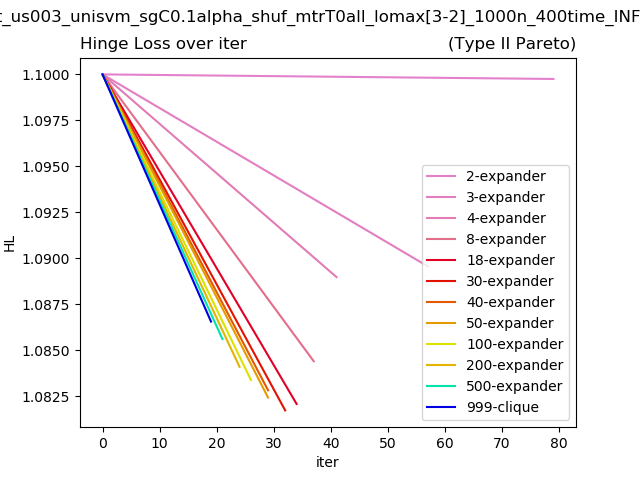 t_us003_unisvm_sgC0.1alpha_shuf_mtrT0all_lomax[3-2]_1000n_400time_INF
Hinge Loss over iter (Type II Pareto)
1.1000
1.0975
1.0950
1.0925
1.0900
1.0875
1.0850
1.0825
HL
2-expander
3-expander
4-expander
8-expander
18-expander
30-expander
40-expander
50-expander
100-expander
200-expander
500-expander
999-clique
0 10 20 30 40 50 60 70 80
iter